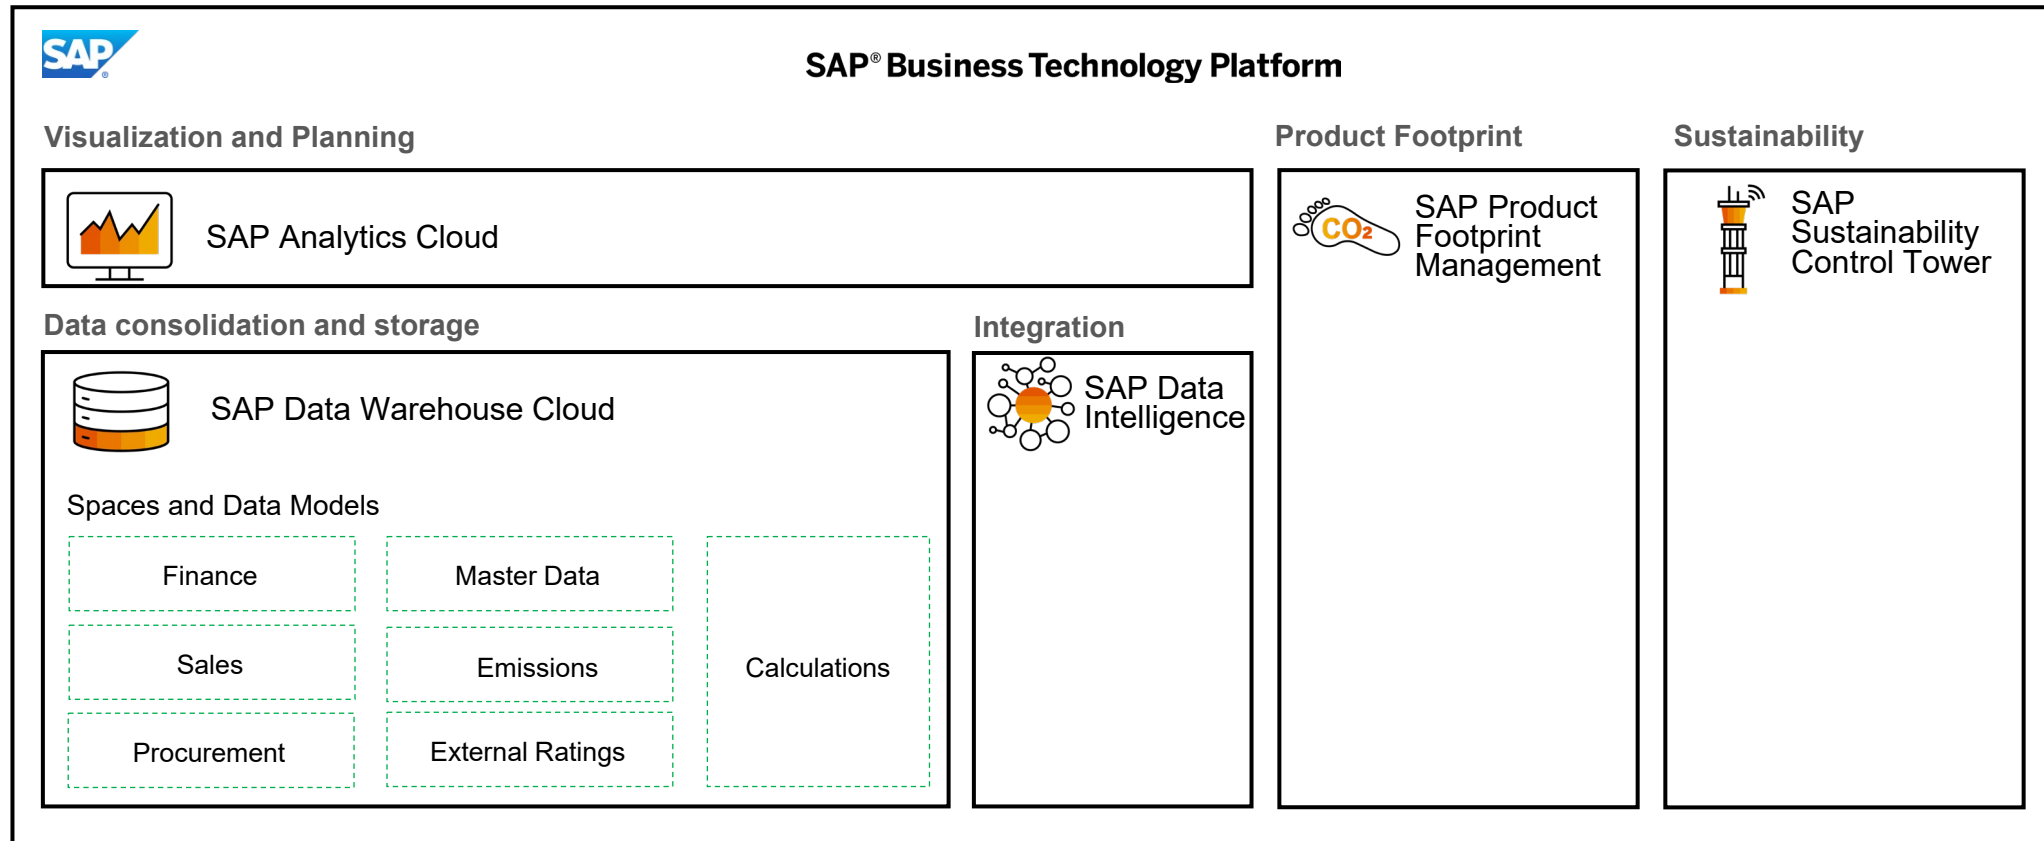 SAP®
SAP® Business Technology Platform
Visualization and Planning
SAP Analytics Cloud
Data consolidation and storage
SAP Data Warehouse Cloud
Spaces and Data Models
Finance
Master Data
Sales
Emissions
Calculations
Procurement
External Ratings
Integration
SAP Data
Intelligence
Product Footprint
CO2
SAP Product
Footprint
Management
Sustainability
SAP
Sustainability
Control Tower